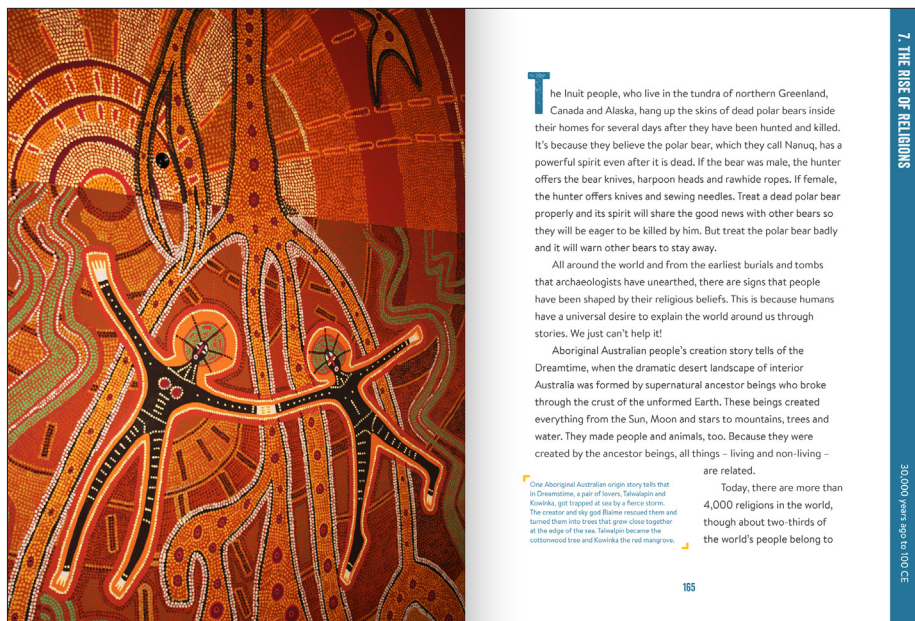 The Inuit people, who live in the tundra of northern Greenland,
Canada and Alaska, hang up the skins of dead polar bears inside
their homes for several days after they have been hunted and killed.
It's because they believe the polar bear, which they call Nanuq, has a
powerful spirit even after it is dead. If the bear was male, the hunter
offers the bear knives, harpoon heads and rawhide ropes. If female,
the hunter offers knives and sewing needles. Treat a dead polar bear
properly and its spirit will share the good news with other bears so
they will be eager to be killed by him. But treat the polar bear badly
and it will warn other bears to stay away.
All around the world and from the earliest burials and tombs
that archaeologists have unearthed, there are signs that people
have been shaped by their religious beliefs. This is because humans
have a universal desire to explain the world around us through
stories. We just can't help it!
Aboriginal Australian people's creation story tells of the
Dreamtime, when the dramatic desert landscape of interior
Australia was formed by supernatural ancestor beings who broke
through the crust of the unformed Earth. These beings created
everything from the Sun, Moon and stars to mountains, trees and
water. They made people and animals, too. Because they were
created by the ancestor beings, all things – living and non-living –
are related.
Today, there are more than
4,000 religions in the world,
though about two-thirds of
the world's people belong to
One Aboriginal Australian origin story tells that
in Dreamstime, a pair of lovers, Talwalapin and
Kowinka, got trapped at sea by a fierce storm.
The creator and sky god Biaime rescued them and
turned them into trees that grew close together
at the edge of the sea. Talwalpin became the
cottonwood tree and Kowinka the red mangrove.
165
7. THE RISE OF RELIGIONS
30,000 years ago to 100 CE